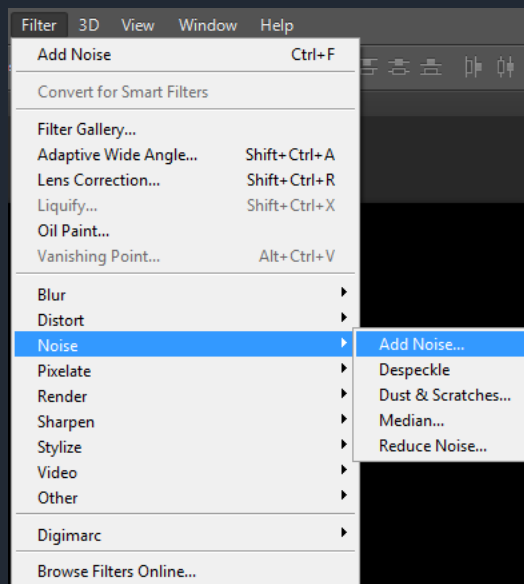 Filter 3D View Window Help
Add Noise Ctrl+F
Convert for Smart Filters
Filter Gallery...
Adaptive Wide Angle... Shift+Ctrl+A
Lens Correction... Shift+Ctrl+R
Liquify... Shift+Ctrl+X
Oil Paint...
Vanishing Point... Alt+Ctrl+V
Blur
Distort
Noise
Add Noise...
Pixelate
Despeckle
Render
Dust & Scratches...
Sharpen
Median...
Stylize
Reduce Noise...
Video
Other
Digimarc
Browse Filters Online...